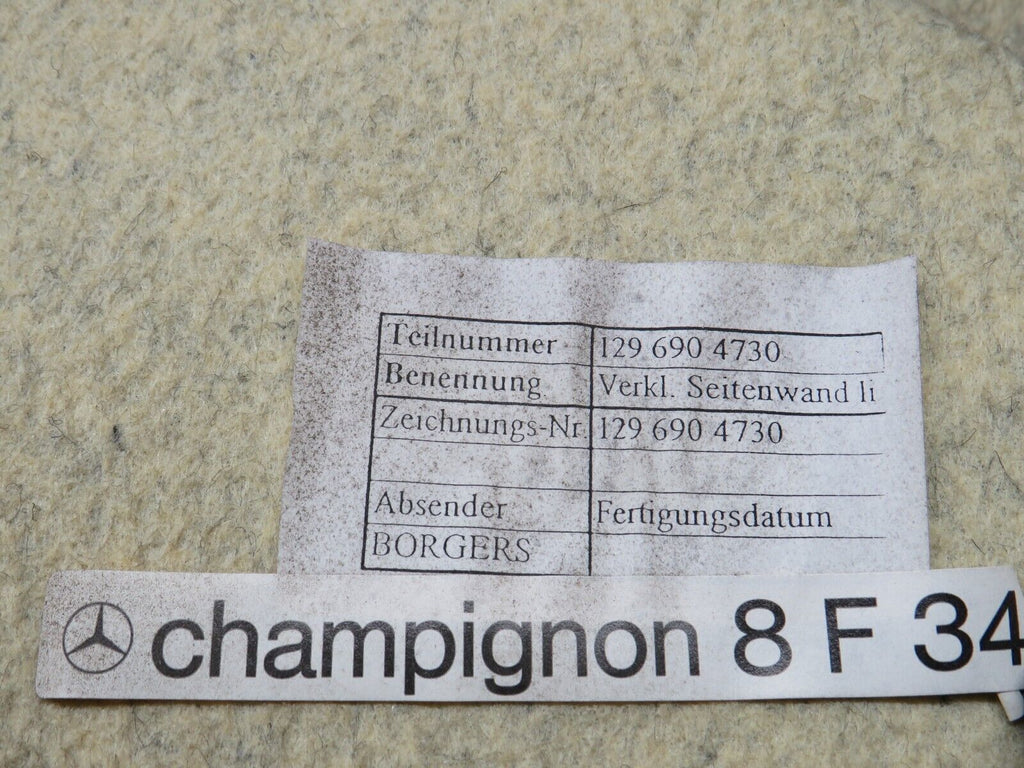 Teilnummer 129 690 4730
Benennung Verkl. Seitenwand li
Zeichnungs-Nr. 129 690 4730
Absender Fertigungsdatum
BORGERS
champignon 8 F 34